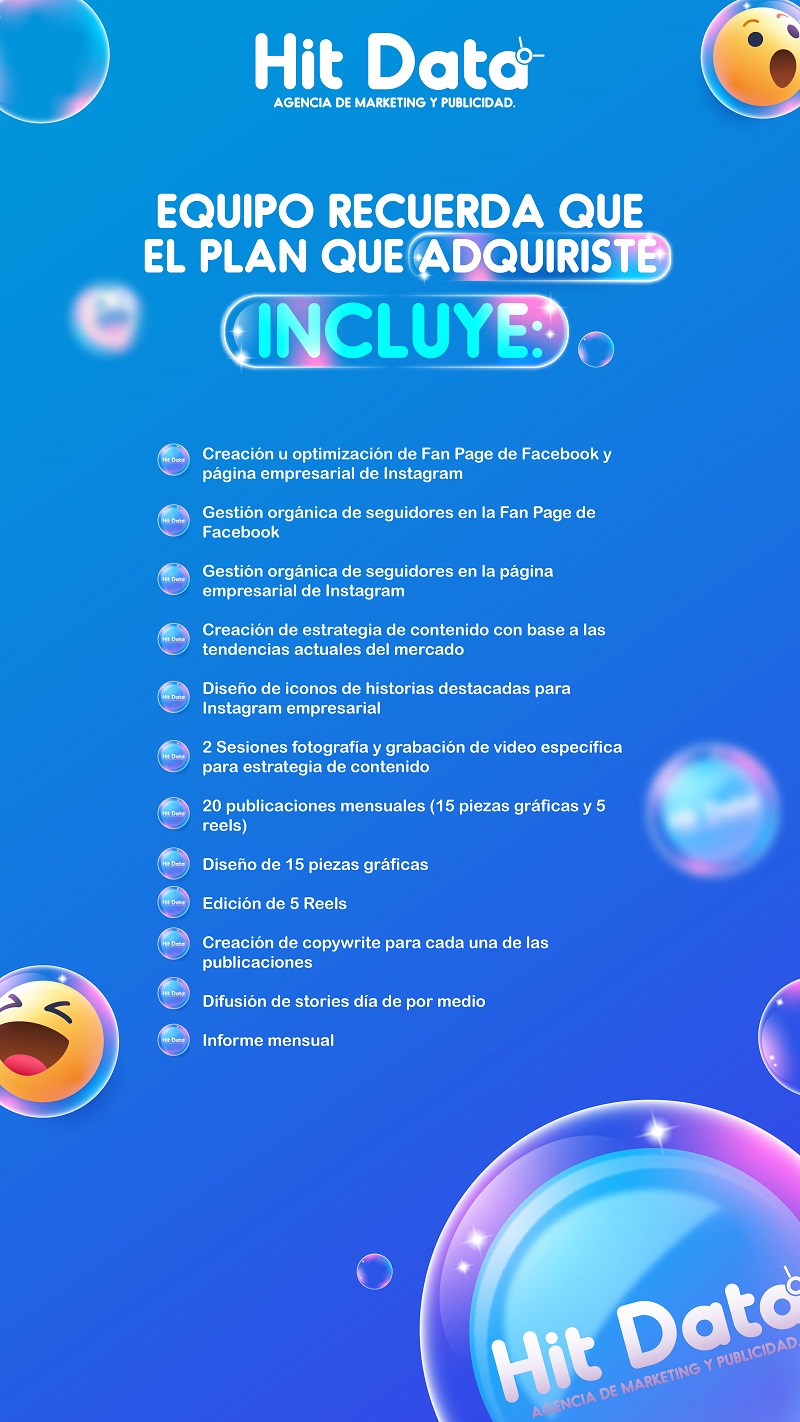 Hit Data
AGENCIA DE MARKETING Y PUBLICIDAD.
EQUIPO RECUERDA QUE
EL PLAN QUE ADQUIRISTE
INCLUYE:
Hit Data
Creación u optimización de Fan Page de Facebook y
página empresarial de Instagram
Hit Data
Gestión orgánica de seguidores en la Fan Page de
Facebook
Hit Data
Gestión orgánica de seguidores en la página
empresarial de Instagram
Hit Data
Creación de estrategia de contenido con base a las
tendencias actuales del mercado
Hit Data
Diseño de iconos de historias destacadas para
Instagram empresarial
Hit Data
2 Sesiones fotografía y grabación de video específica
para estrategia de contenido
Hit Data
20 publicaciones mensuales (15 piezas gráficas y 5
reels)
Hit Data
Diseño de 15 piezas gráficas
Hit Data
Edición de 5 Reels
Hit Data
Creación de copywrite para cada una de las
publicaciones
Hit Data
Difusión de stories día de por medio
Hit Data
Informe mensual
Hit Data
Hit Data
AGENCIA DE MARKETING Y PUBLICIDAD.